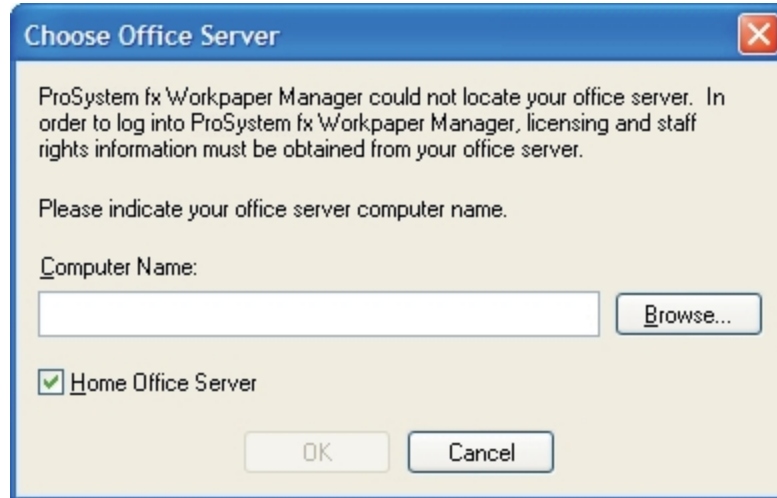 Choose Office Server
ProSystem fx Workpaper Manager could not locate your office server. In
order to log into ProSystem fx Workpaper Manager, licensing and staff
rights information must be obtained from your office server.
Please indicate your office server computer name.
Computer Name:
Browse...
Home Office Server
OK
Cancel